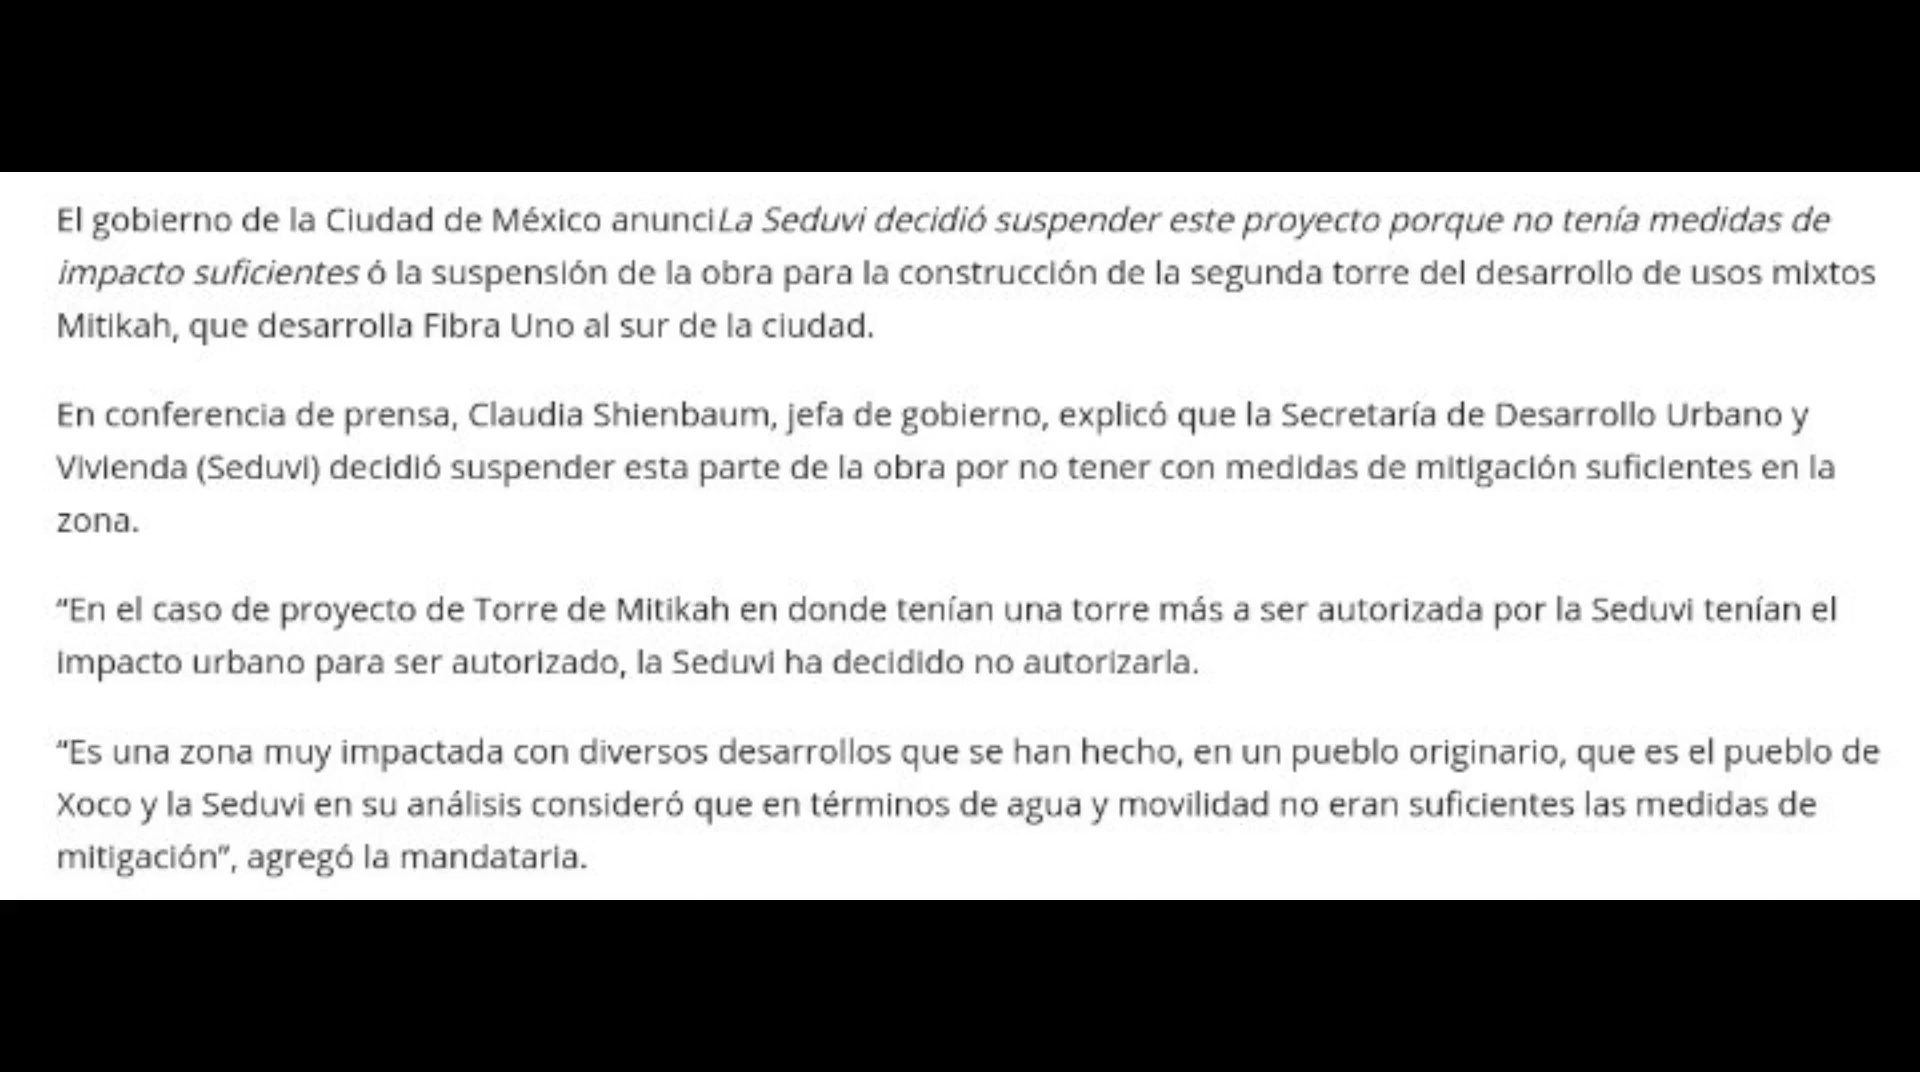 El gobierno de la Ciudad de México anunciLa Seduvi decidió suspender este proyecto porque no tenía medidas de
impacto suficientes ó la suspensión de la obra para la construcción de la segunda torre del desarrollo de usos mixtos
Mitikah, que desarrolla Fibra Uno al sur de la ciudad.
En conferencia de prensa, Claudia Shienbaum, jefa de gobierno, explicó que la Secretaría de Desarrollo Urbano y
Vivienda (Seduvi) decidió suspender esta parte de la obra por no tener con medidas de mitigación suficientes en la
zona.
“En el caso de proyecto de Torre de Mitikah en donde tenían una torre más a ser autorizada por la Seduvi tenían el
impacto urbano para ser autorizado, la Seduvi ha decidido no autorizarla.
“Es una zona muy impactada con diversos desarrollos que se han hecho, en un pueblo originario, que es el pueblo de
Xoco y la Seduvi en su análisis consideró que en términos de agua y movilidad no eran suficientes las medidas de
mitigación”, agregó la mandataria.